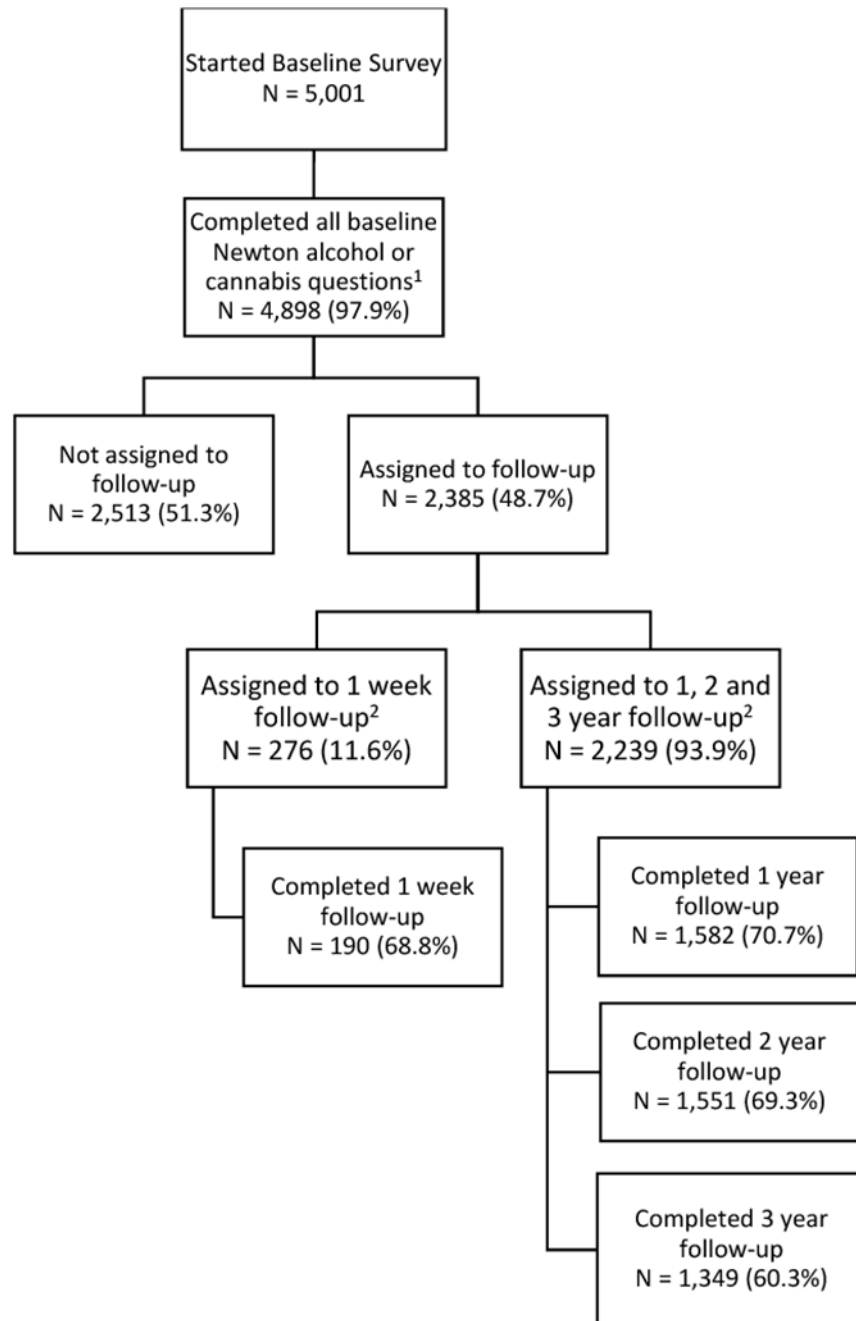 Started Baseline Survey
N = 5,001
Completed all baseline
Newton alcohol or
cannabis questions¹
N = 4,898 (97.9%)
Not assigned to
follow-up
N = 2,513 (51.3%)
Assigned to follow-up
N = 2,385 (48.7%)
Assigned to 1 week
follow-up²
N = 276 (11.6%)
Assigned to 1, 2 and
3 year follow-up²
N = 2,239 (93.9%)
Completed 1 week
follow-up
N = 190 (68.8%)
Completed 1 year
follow-up
N = 1,582 (70.7%)
Completed 2 year
follow-up
N = 1,551 (69.3%)
Completed 3 year
follow-up
N = 1,349 (60.3%)